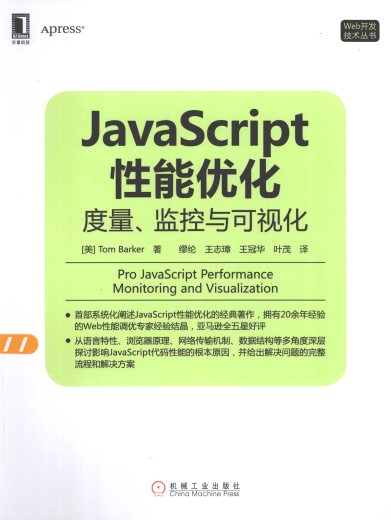 华章科技
Apress®
Web开发
技术丛书
JavaScript
性能优化
度量、监控与可视化
[美] Tom Barker 著 缪纶 王志璋 王冠华 叶茂 译
Pro JavaScript Performance
Monitoring and Visualization
首部系统化阐述JavaScript性能优化的经典著作，拥有20余年经验
的Web性能调优专家经验结晶，亚马逊全五星好评
从语言特性、浏览器原理、网络传输机制、数据结构等多角度深层
探讨影响JavaScript代码性能的根本原因，并给出解决问题的完整
流程和解决方案
机械工业出版社
China Machine Press